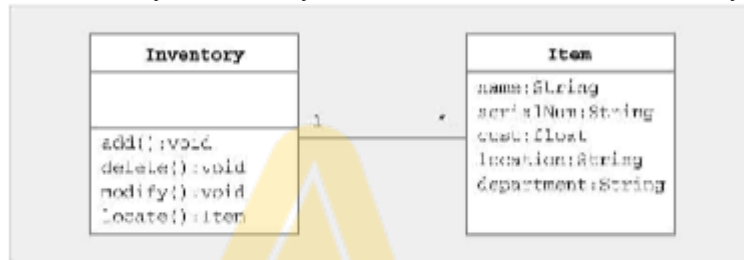 Inventory
add():void
delete():void
modify():void
locate():Item
1
*
Item
name:String
serialNum:String
cost:float
location:String
department:String